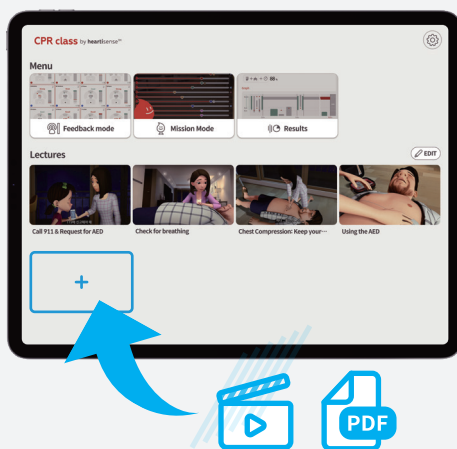 CPR class by heartisense™
Menu
Feedback mode
Mission Mode
Results
Lectures
EDIT
Call 911 & Request for AED
Check for breathing
Chest Compression: Keep your…
Using the AED
+
PDF